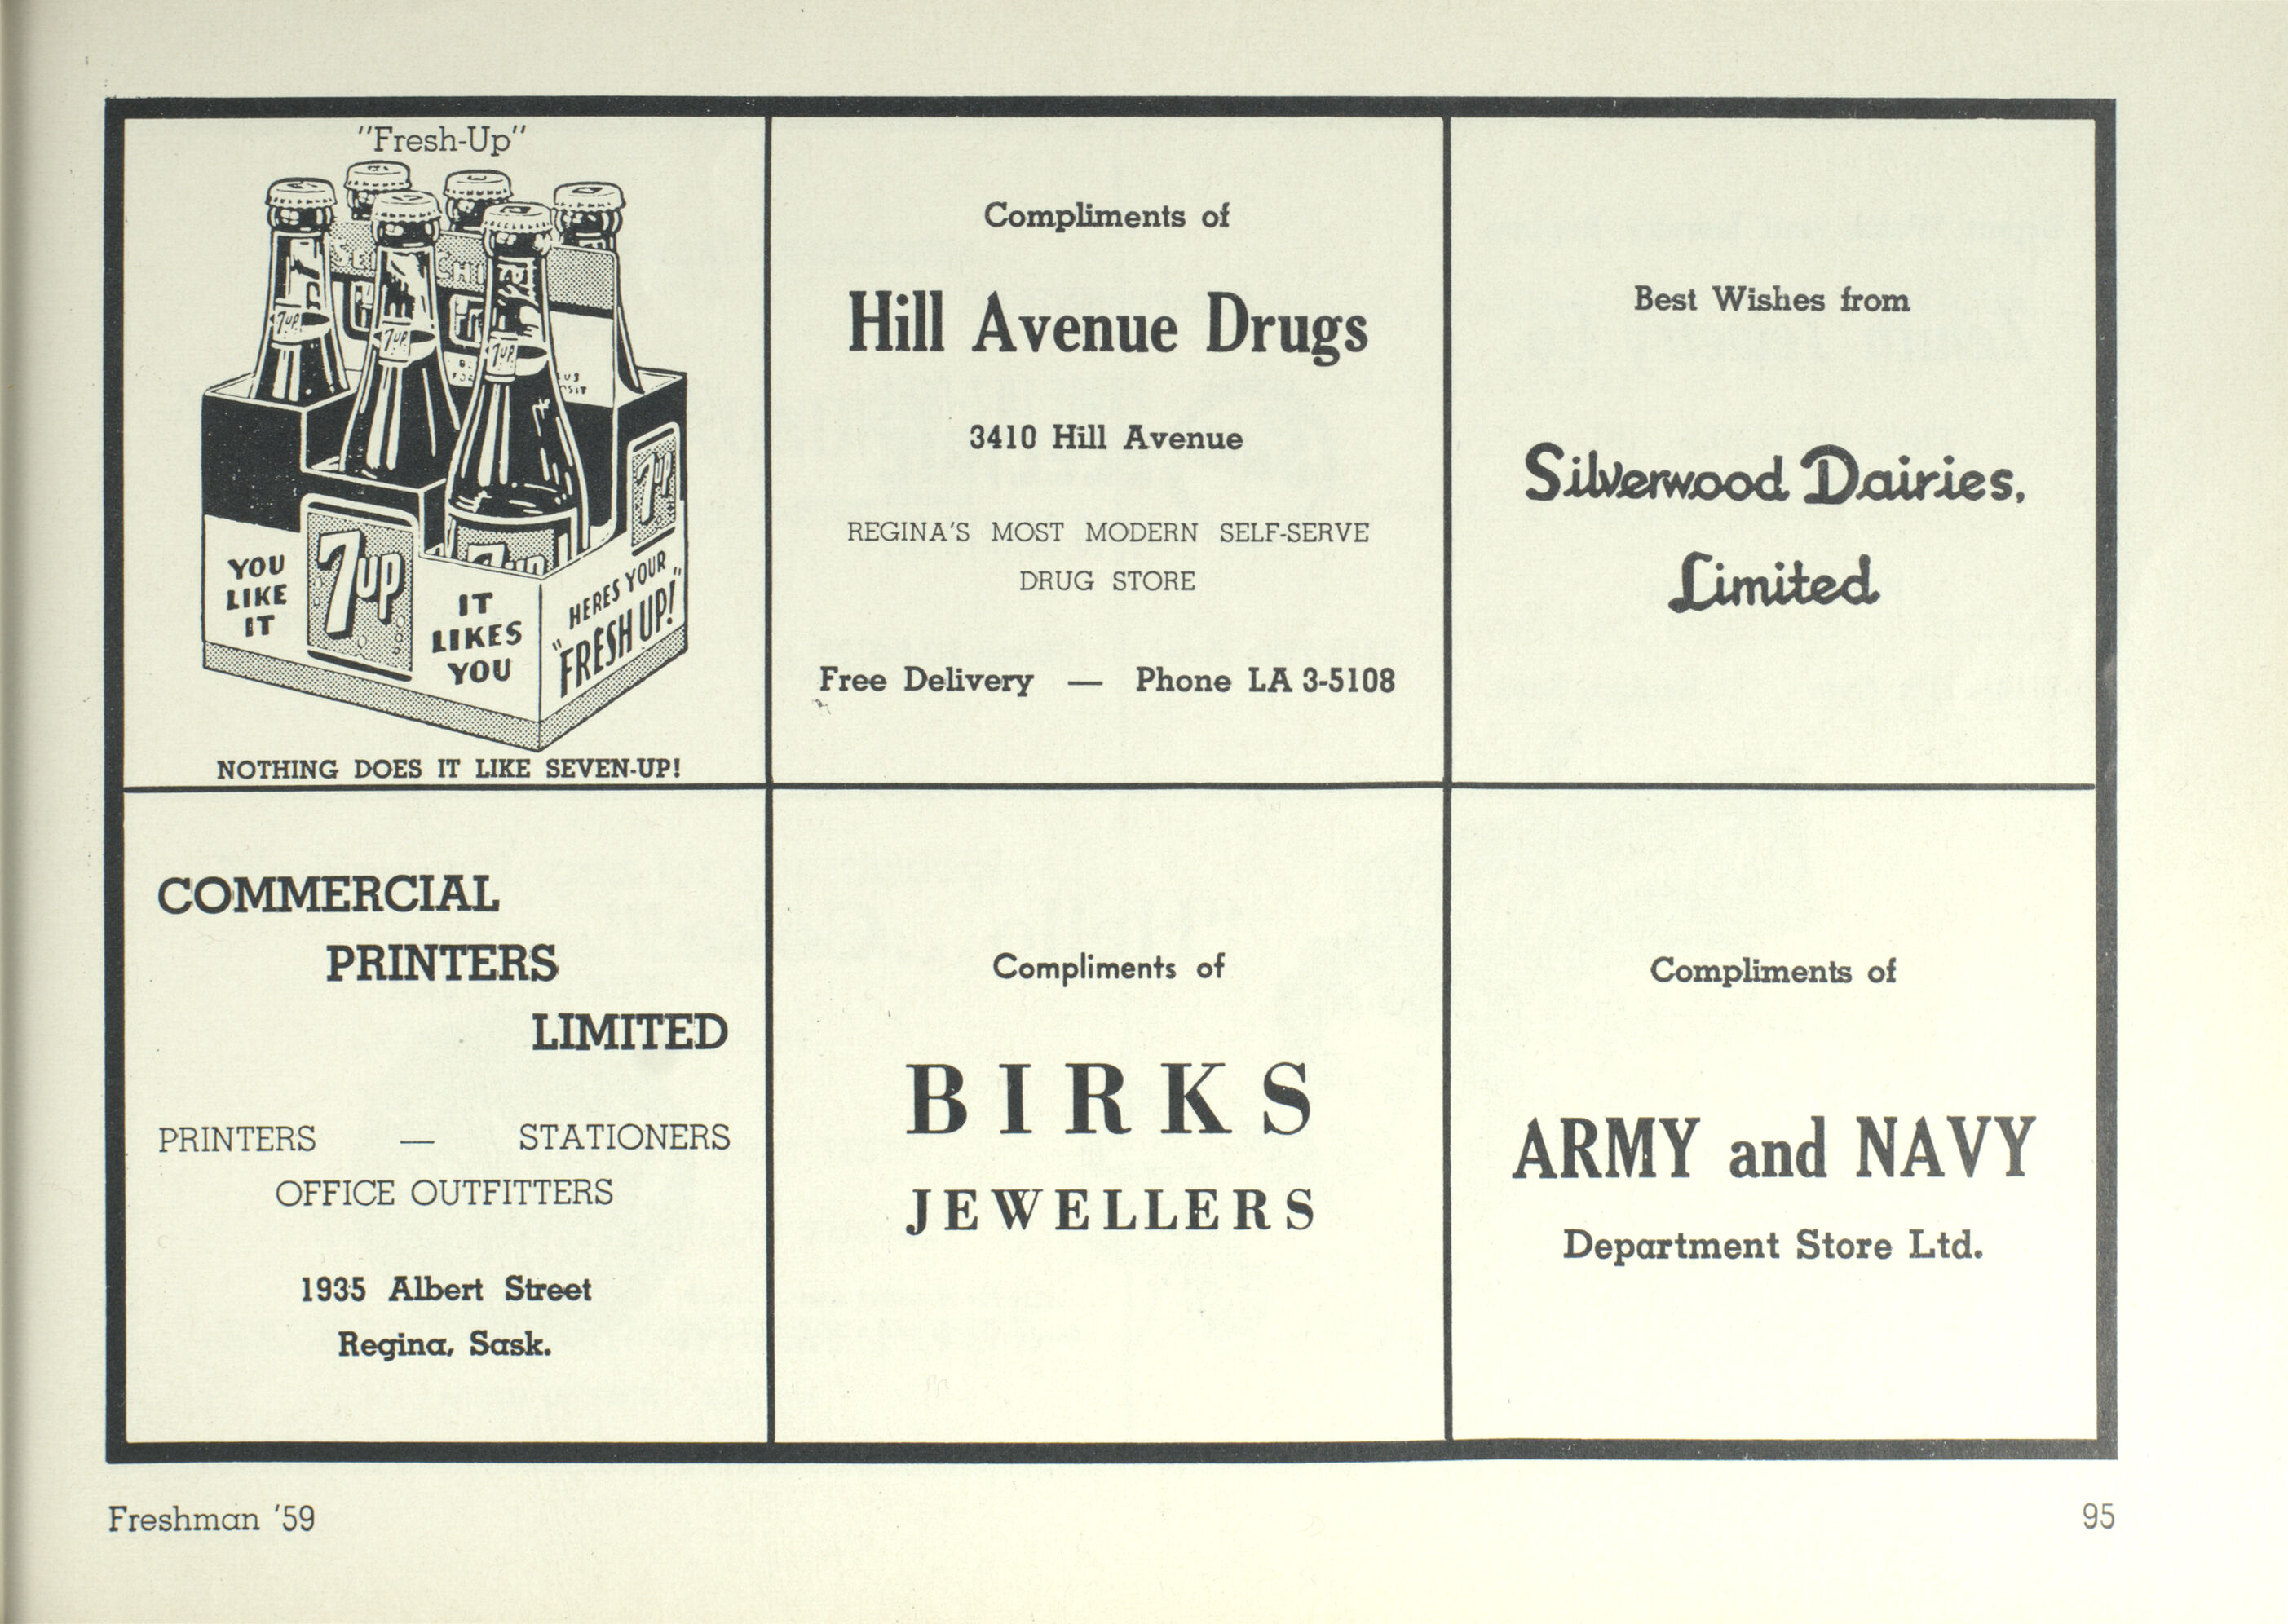 "Fresh-Up"
7up
7up
7up
YOU
LIKE
IT
7up
IT
LIKES
YOU
7up
7up
HERES YOUR
"FRESH UP!"
NOTHING DOES IT LIKE SEVEN-UP!
Compliments of
Hill Avenue Drugs
3410 Hill Avenue
REGINA'S MOST MODERN SELF-SERVE
DRUG STORE
Free Delivery — Phone LA 3-5108
Best Wishes from
Silverwood Dairies,
Limited
COMMERCIAL
PRINTERS
LIMITED
PRINTERS — STATIONERS
OFFICE OUTFITTERS
1935 Albert Street
Regina, Sask.
Compliments of
BIRKS
JEWELLERS
Compliments of
ARMY and NAVY
Department Store Ltd.
Freshman '59
95